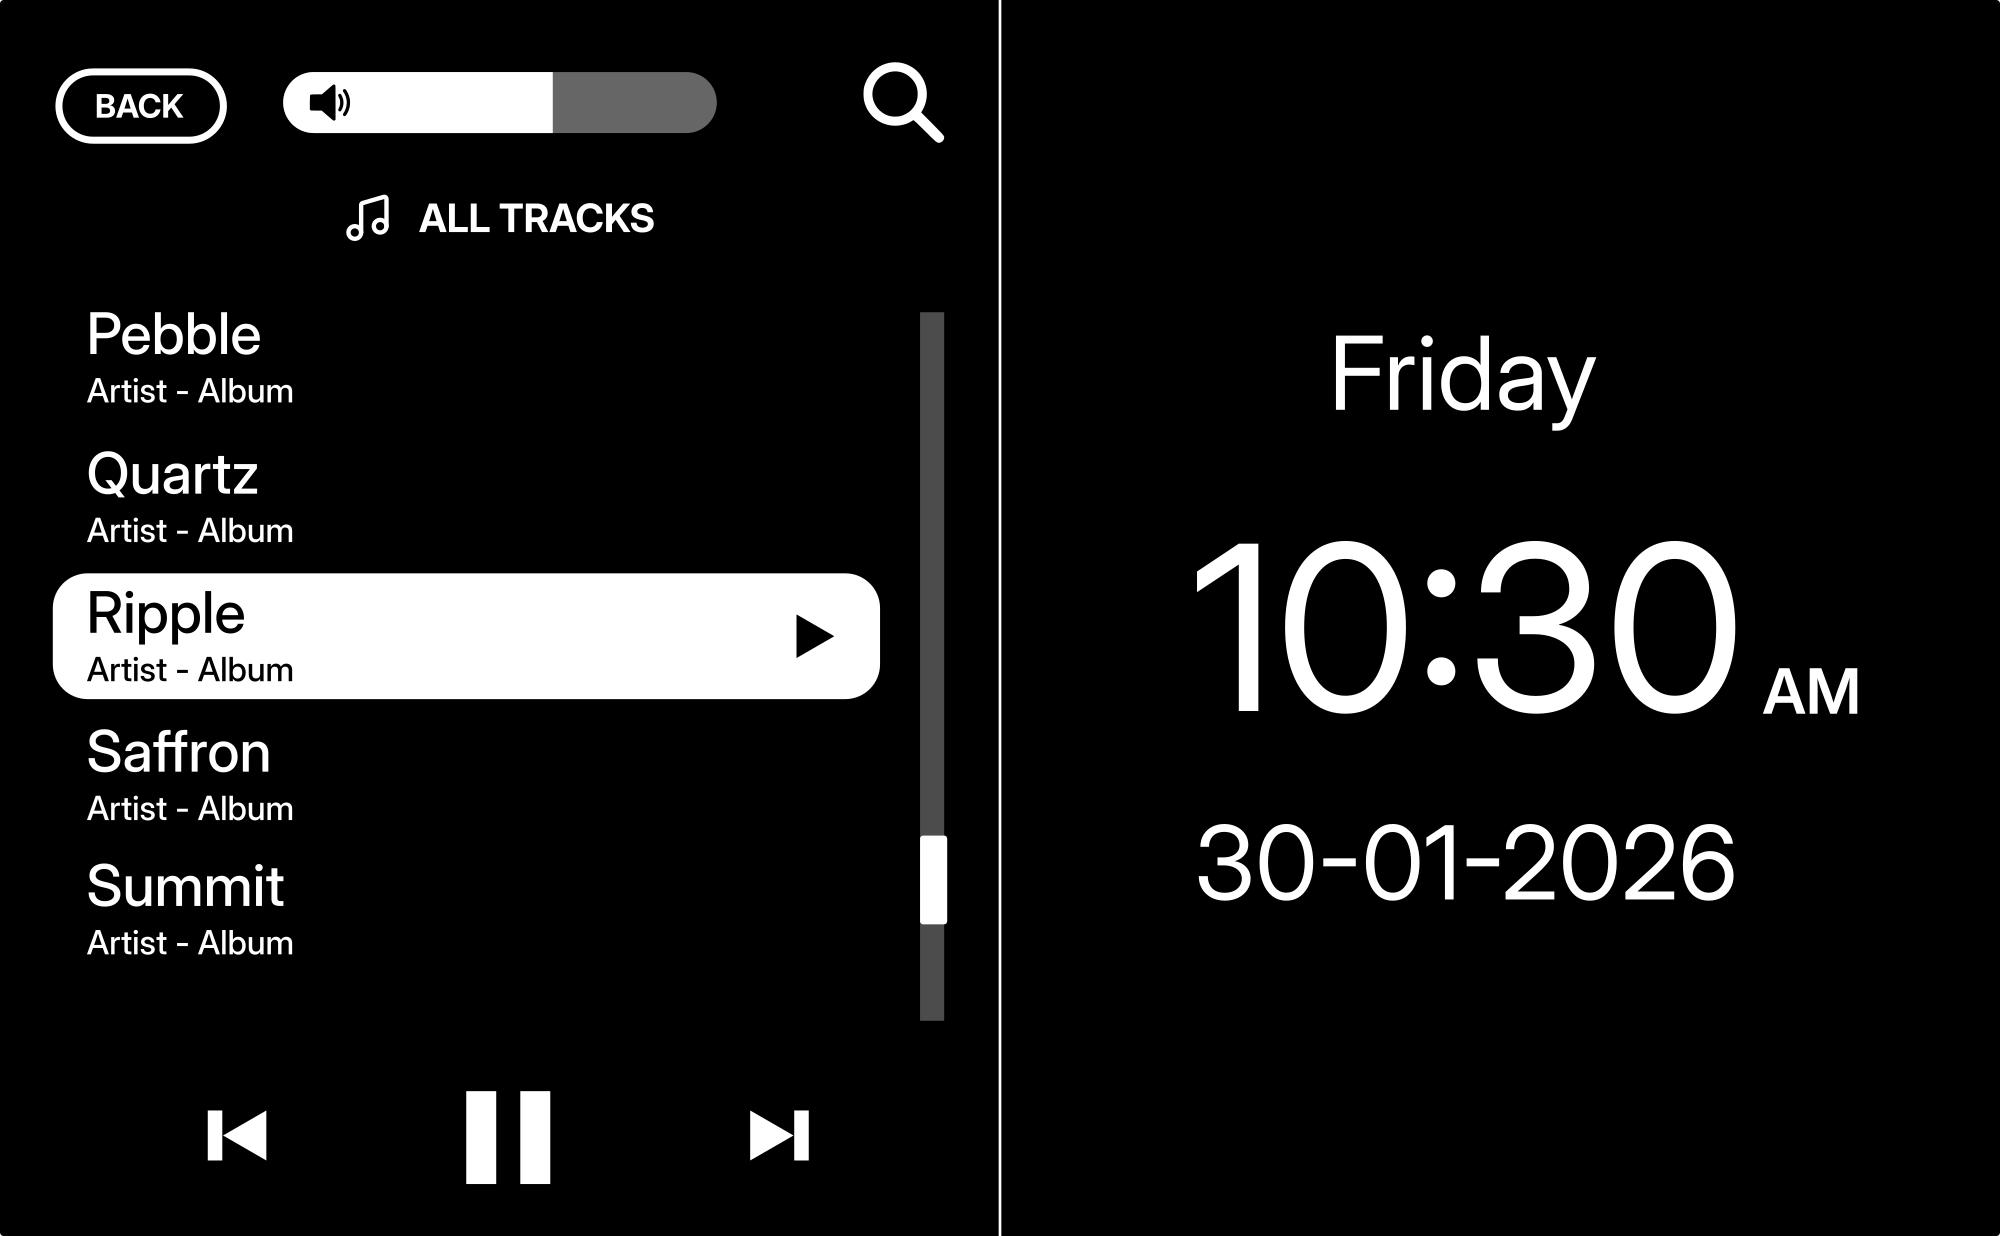 BACK
ALL TRACKS
Pebble
Artist - Album
Quartz
Artist - Album
Ripple
Artist - Album
Saffron
Artist - Album
Summit
Artist - Album
Friday
10:30 AM
30-01-2026